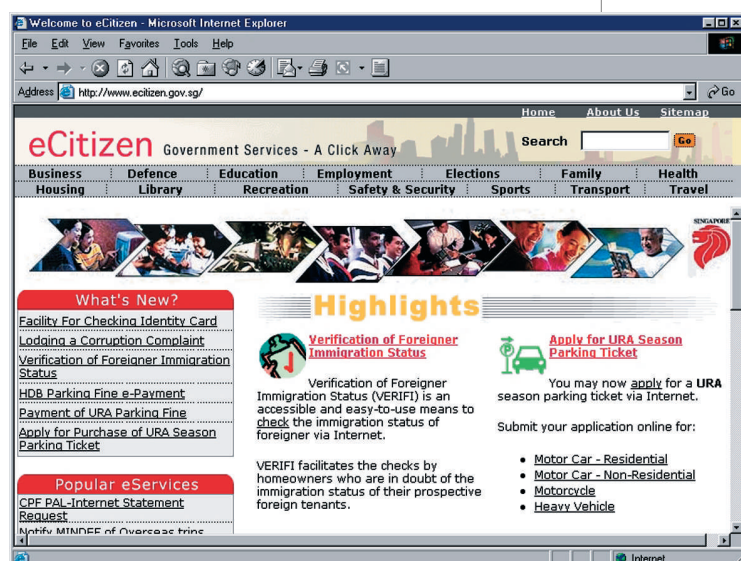 Welcome to eCitizen - Microsoft Internet Explorer
File Edit View Favorites Tools Help
Address http://www.ecitizen.gov.sg/ Go
Home About Us Sitemap
eCitizen Government Services - A Click Away Search Go
Business Defence Education Employment Elections Family Health
Housing Library Recreation Safety & Security Sports Transport Travel
SINGAPORE
What's New?
Facility For Checking Identity Card
Lodging a Corruption Complaint
Verification of Foreigner Immigration
Status
HDB Parking Fine e-Payment
Payment of URA Parking Fine
Apply for Purchase of URA Season
Parking Ticket
Popular eServices
CPF PAL-Internet Statement
Request
Notify MINDEF of Overseas trips
Highlights
Verification of Foreigner
Immigration Status
Verification of Foreigner
Immigration Status (VERIFI) is an
accessible and easy-to-use means to
check the immigration status of
foreigner via Internet.
VERIFI facilitates the checks by
homeowners who are in doubt of the
immigration status of their prospective
foreign tenants.
P
Apply for URA Season
Parking Ticket
You may now apply for a URA
season parking ticket via Internet.
Submit your application online for:
Motor Car - Residential
Motor Car - Non-Residential
Motorcycle
Heavy Vehicle
Internet